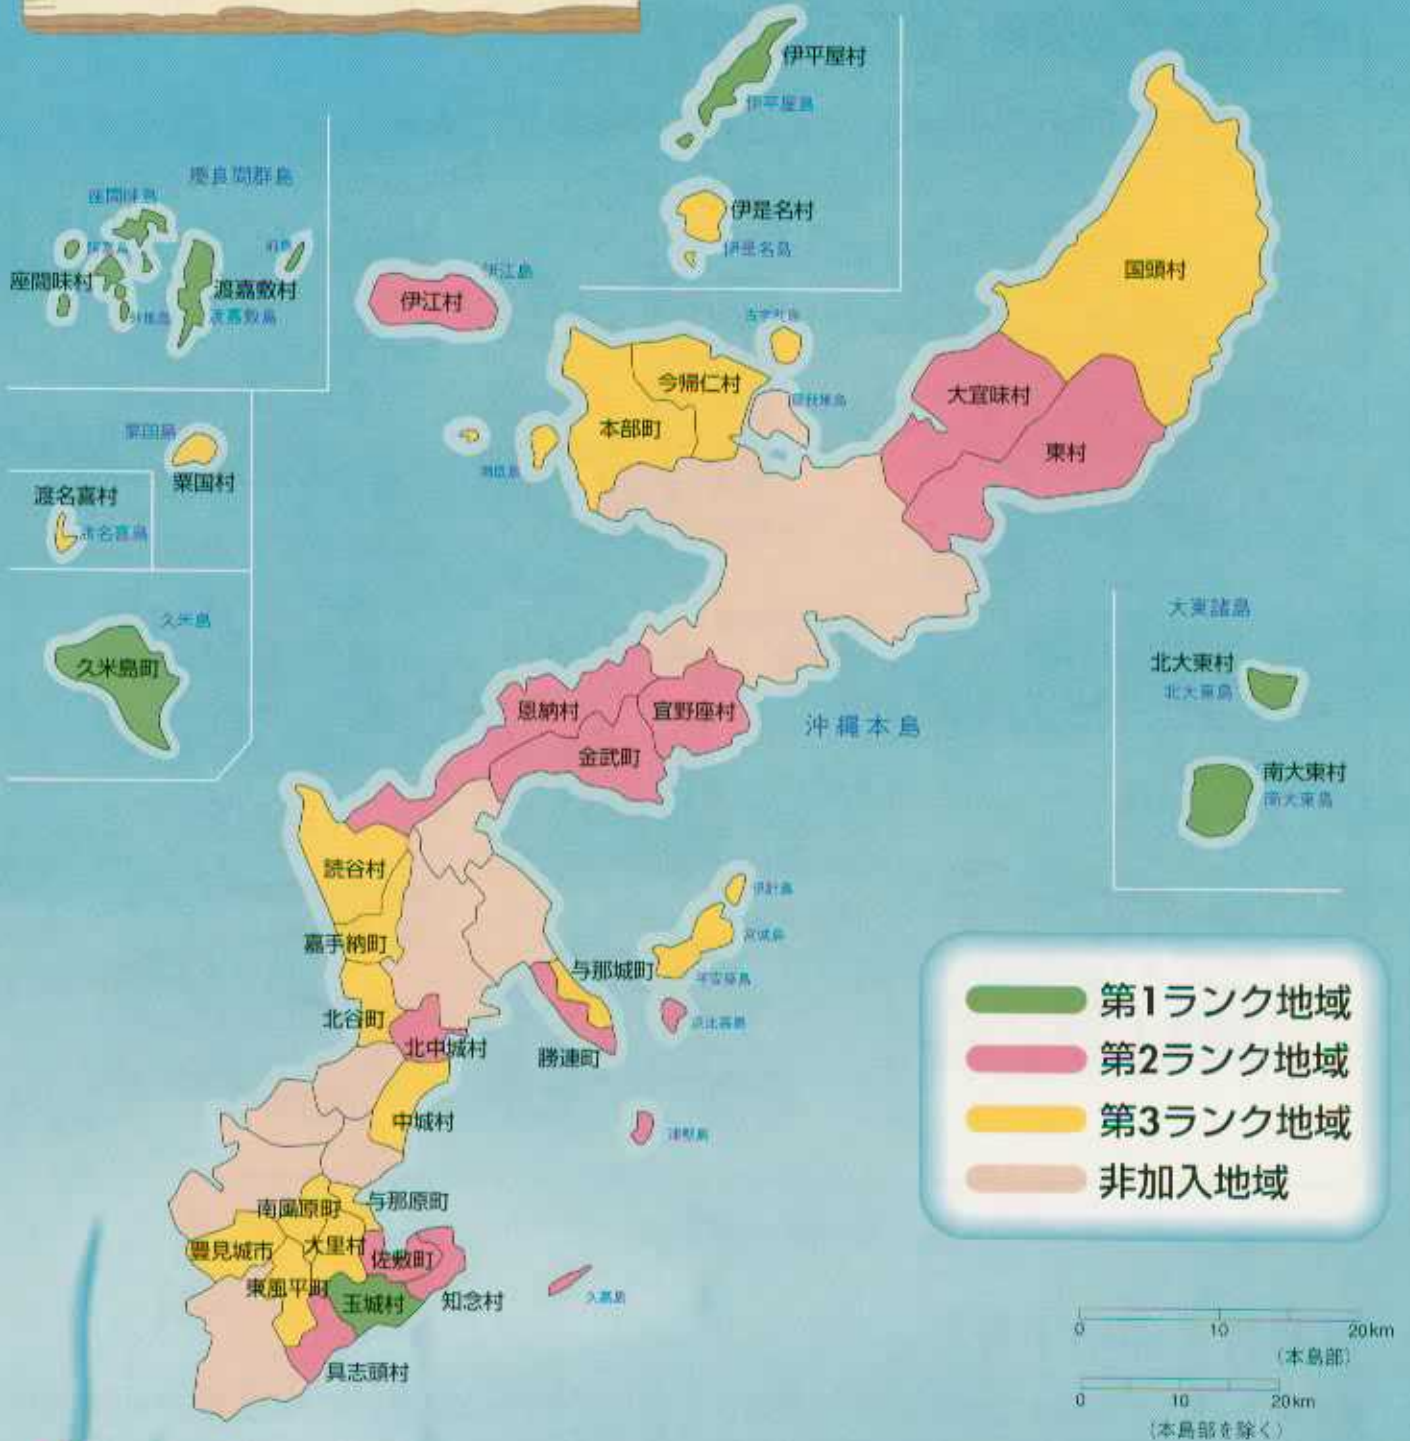 伊平屋村
伊平屋島
伊是名村
伊是名島
慶良間群島
座間味島
座間味村
渡嘉敷村
渡嘉敷島
伊江島
伊江村
国頭村
大宜味村
東村
今帰仁村
本部町
粟国島
粟国村
渡名喜村
渡名喜島
久米島
久米島町
大東諸島
北大東村
北大東島
南大東村
南大東島
恩納村
宜野座村
金武町
沖縄本島
読谷村
嘉手納町
北谷町
北中城村
中城村
伊計島
宮城島
与那城町
勝連町
津堅島
南風原町
与那原町
豊見城市
大里村
佐敷町
東風平町
玉城村
知念村
久高島
具志頭村
第1ランク地域
第2ランク地域
第3ランク地域
非加入地域
0 10 20km
(本島部)
0 10 20km
(本島部を除く)